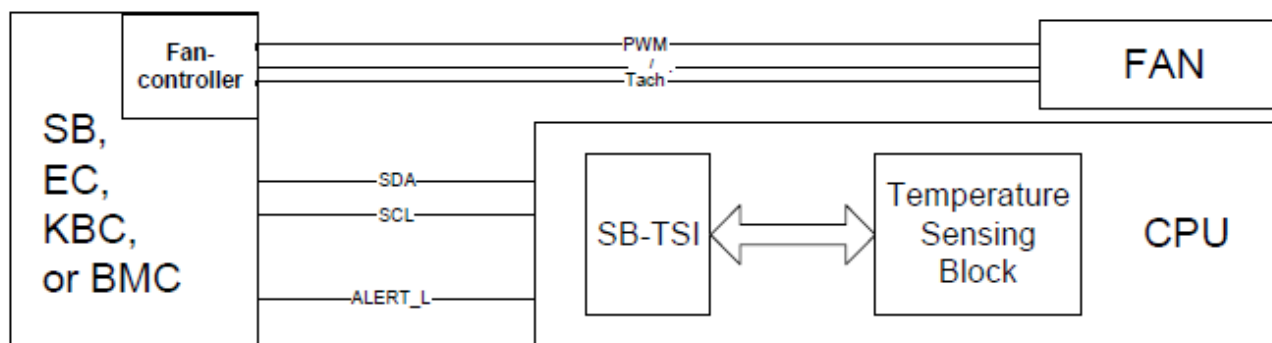 Fan-
controller
PWM
/
Tach
FAN
SB,
EC,
KBC,
or BMC
SDA
SCL
ALERT_L
SB-TSI
Temperature
Sensing
Block
CPU